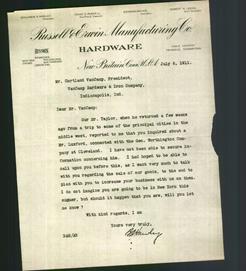 Russell & Erwin Manufacturing Co.
HARDWARE
New Britain, Conn. U.S.A. July 6, 1911.
Mr. Cortland VanCamp, President,
VanCamp Hardware & Iron Company,
Indianapolis, Ind.
Dear Mr. VanCamp:
Our Mr. Taylor, when he returned a few weeks
ago from a trip to some of the principal cities in the
middle west, reported to me that you inquired about a
Mr. Luxford, connected with the Geo. Worthington Com-
pany at Cleveland. I have not been able to secure in-
formation concerning him. I had hoped to be able to
call upon you before this, as I want very much to talk
with you regarding the sale of our goods, to the end to
plan with you to increase your business with us on them.
I do not imagine you are going to be in New York this
summer, but should it happen that you are, will you let
me know?
With kind regards, I am
Yours very truly,